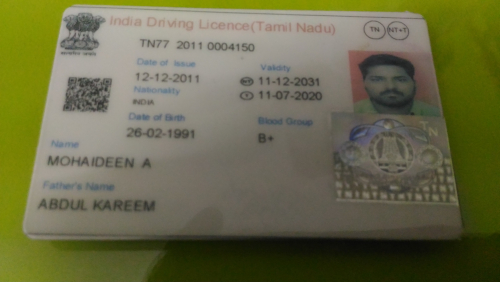 India Driving Licence(Tamil Nadu)
TN
NT+T
TN77 2011 0004150
Date of Issue
Validity
12-12-2011
11-12-2031
Nationality
11-07-2020
INDIA
Date of Birth
Blood Group
26-02-1991
B+
TN
Name
MOHAIDEEN A
Father's Name
ABDUL KAREEM